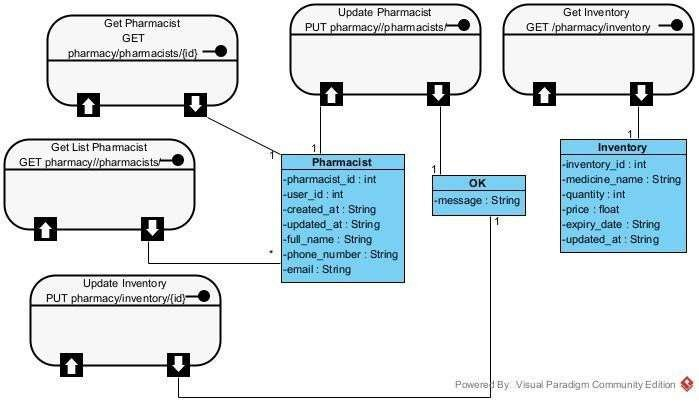 Get Pharmacist
GET
pharmacy/pharmacists/{id}
Update Pharmacist
PUT pharmacy//pharmacists/
Get Inventory
GET /pharmacy/inventory
Get List Pharmacist
GET pharmacy//pharmacists/
1
1
1
1
Pharmacist
-pharmacist_id : int
-user_id : int
-created_at : String
-updated_at : String
-full_name : String
-phone_number : String
-email : String
OK
-message : String
1
Inventory
-inventory_id : int
-medicine_name : String
-quantity : int
-price : float
-expiry_date : String
-updated_at : String
*
Update Inventory
PUT pharmacy/inventory/{id}
Powered By: Visual Paradigm Community Edition